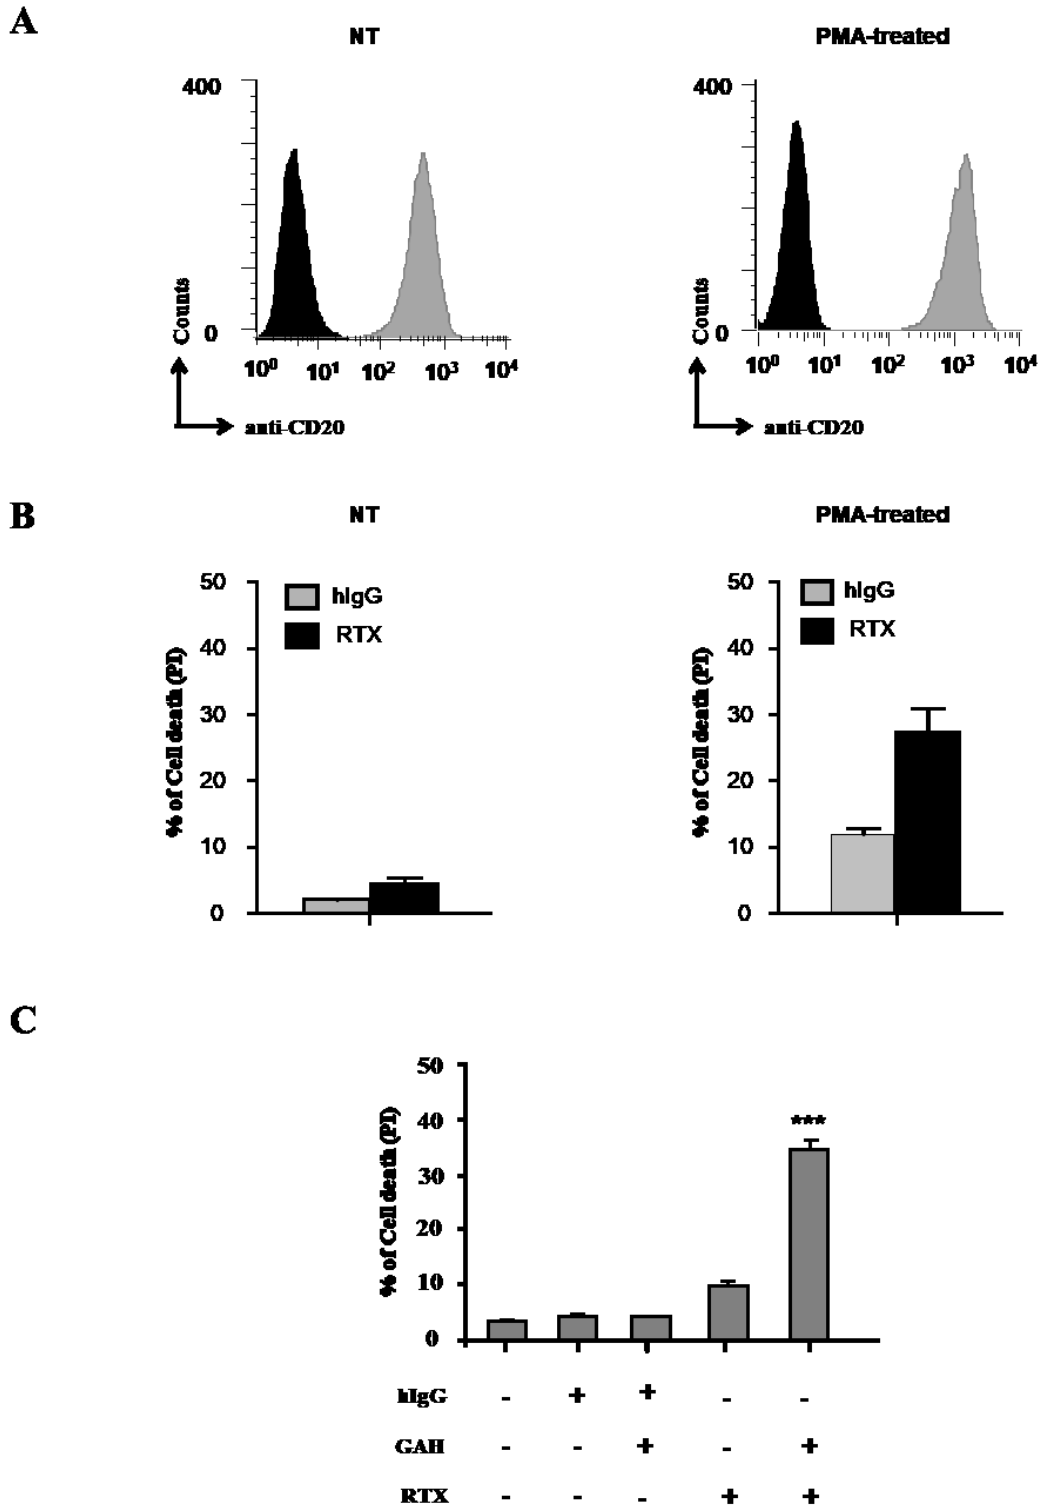 A
NT PMA-treated
400 400
Counts Counts
0 0
10⁰ 10¹ 10² 10³ 10⁴ 10⁰ 10¹ 10² 10³ 10⁴
anti-CD20 anti-CD20
B
NT PMA-treated
50 hIgG 50 hIgG
40 RTX 40 RTX
% of Cell death (PI) % of Cell death (PI)
30 30
20 20
10 10
0 0
C
50
40 ***
% of Cell death (PI)
30
20
10
0
hIgG - + + - -
GAH - - + - +
RTX - - - + +